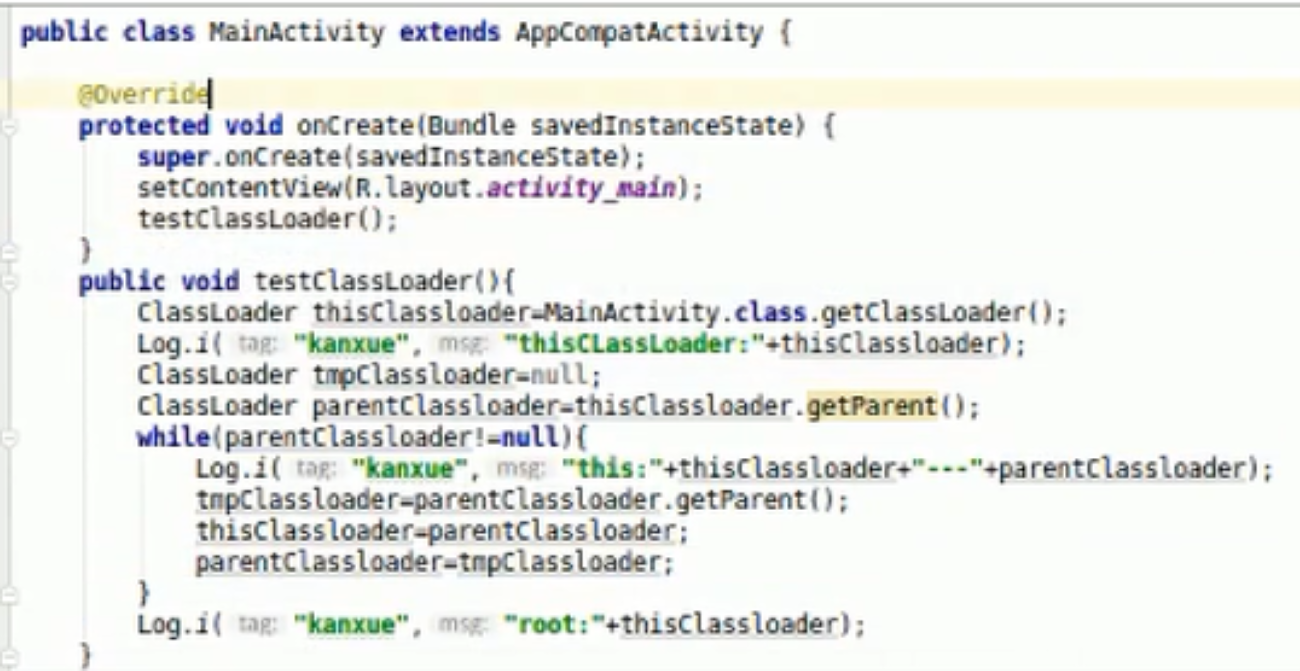 public class MainActivity extends AppCompatActivity {
@Override
protected void onCreate(Bundle savedInstanceState) {
super.onCreate(savedInstanceState);
setContentView(R.layout.activity_main);
testClassLoader();
}
public void testClassLoader(){
ClassLoader thisClassloader=MainActivity.class.getClassLoader();
Log.i( tag: "kanxue", msg: "thisCLassLoader:"+thisClassloader);
ClassLoader tmpClassloader=null;
ClassLoader parentClassloader=thisClassloader.getParent();
while(parentClassloader!=null){
Log.i( tag: "kanxue", msg: "this:"+thisClassloader+"---"+parentClassloader);
tmpClassloader=parentClassloader.getParent();
thisClassloader=parentClassloader;
parentClassloader=tmpClassloader;
}
Log.i( tag: "kanxue", msg: "root:"+thisClassloader);
}